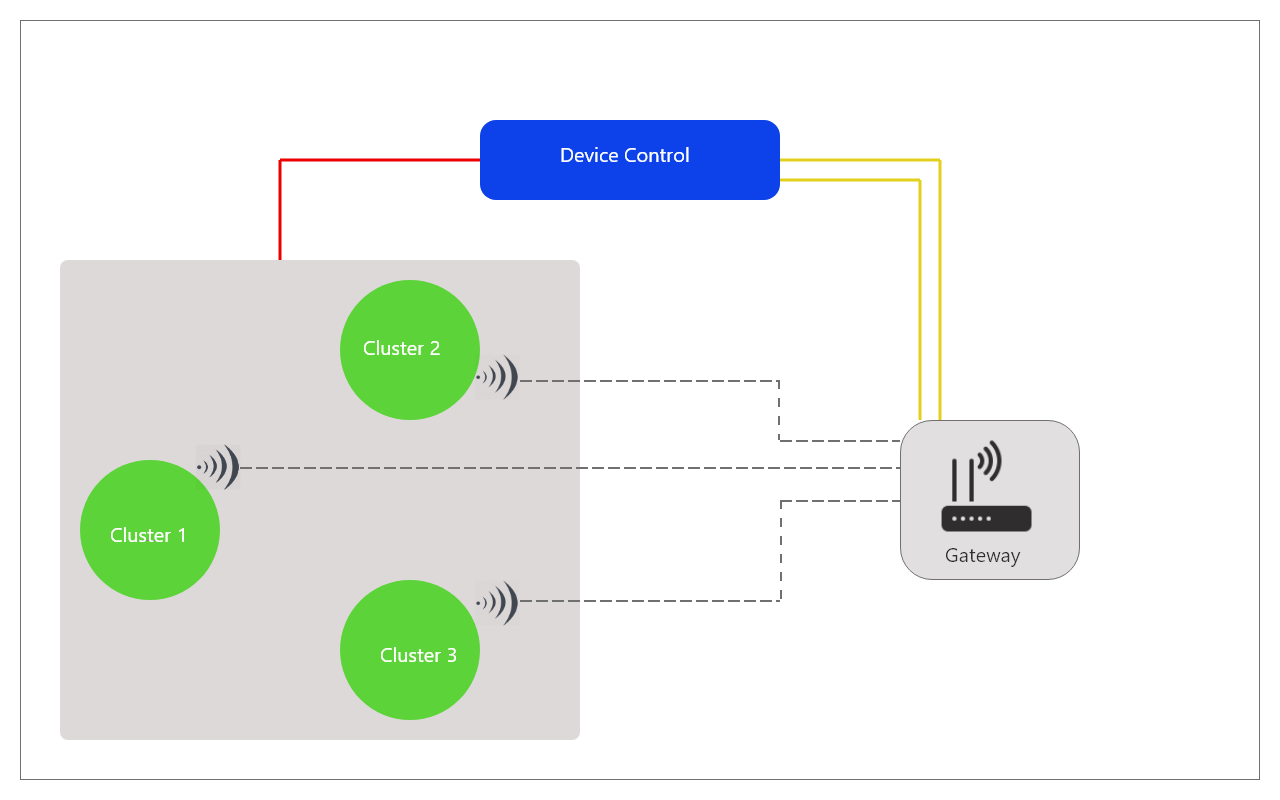 Device Control
Cluster 2
Cluster 1
Gateway
Cluster 3